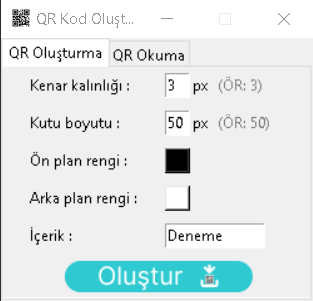 QR Kod Oluşt...
QR Oluşturma QR Okuma
Kenar kalınlığı : 3 px (ÖR: 3)
Kutu boyutu : 50 px (ÖR: 50)
Ön plan rengi :
Arka plan rengi :
İçerik : Deneme
Oluştur